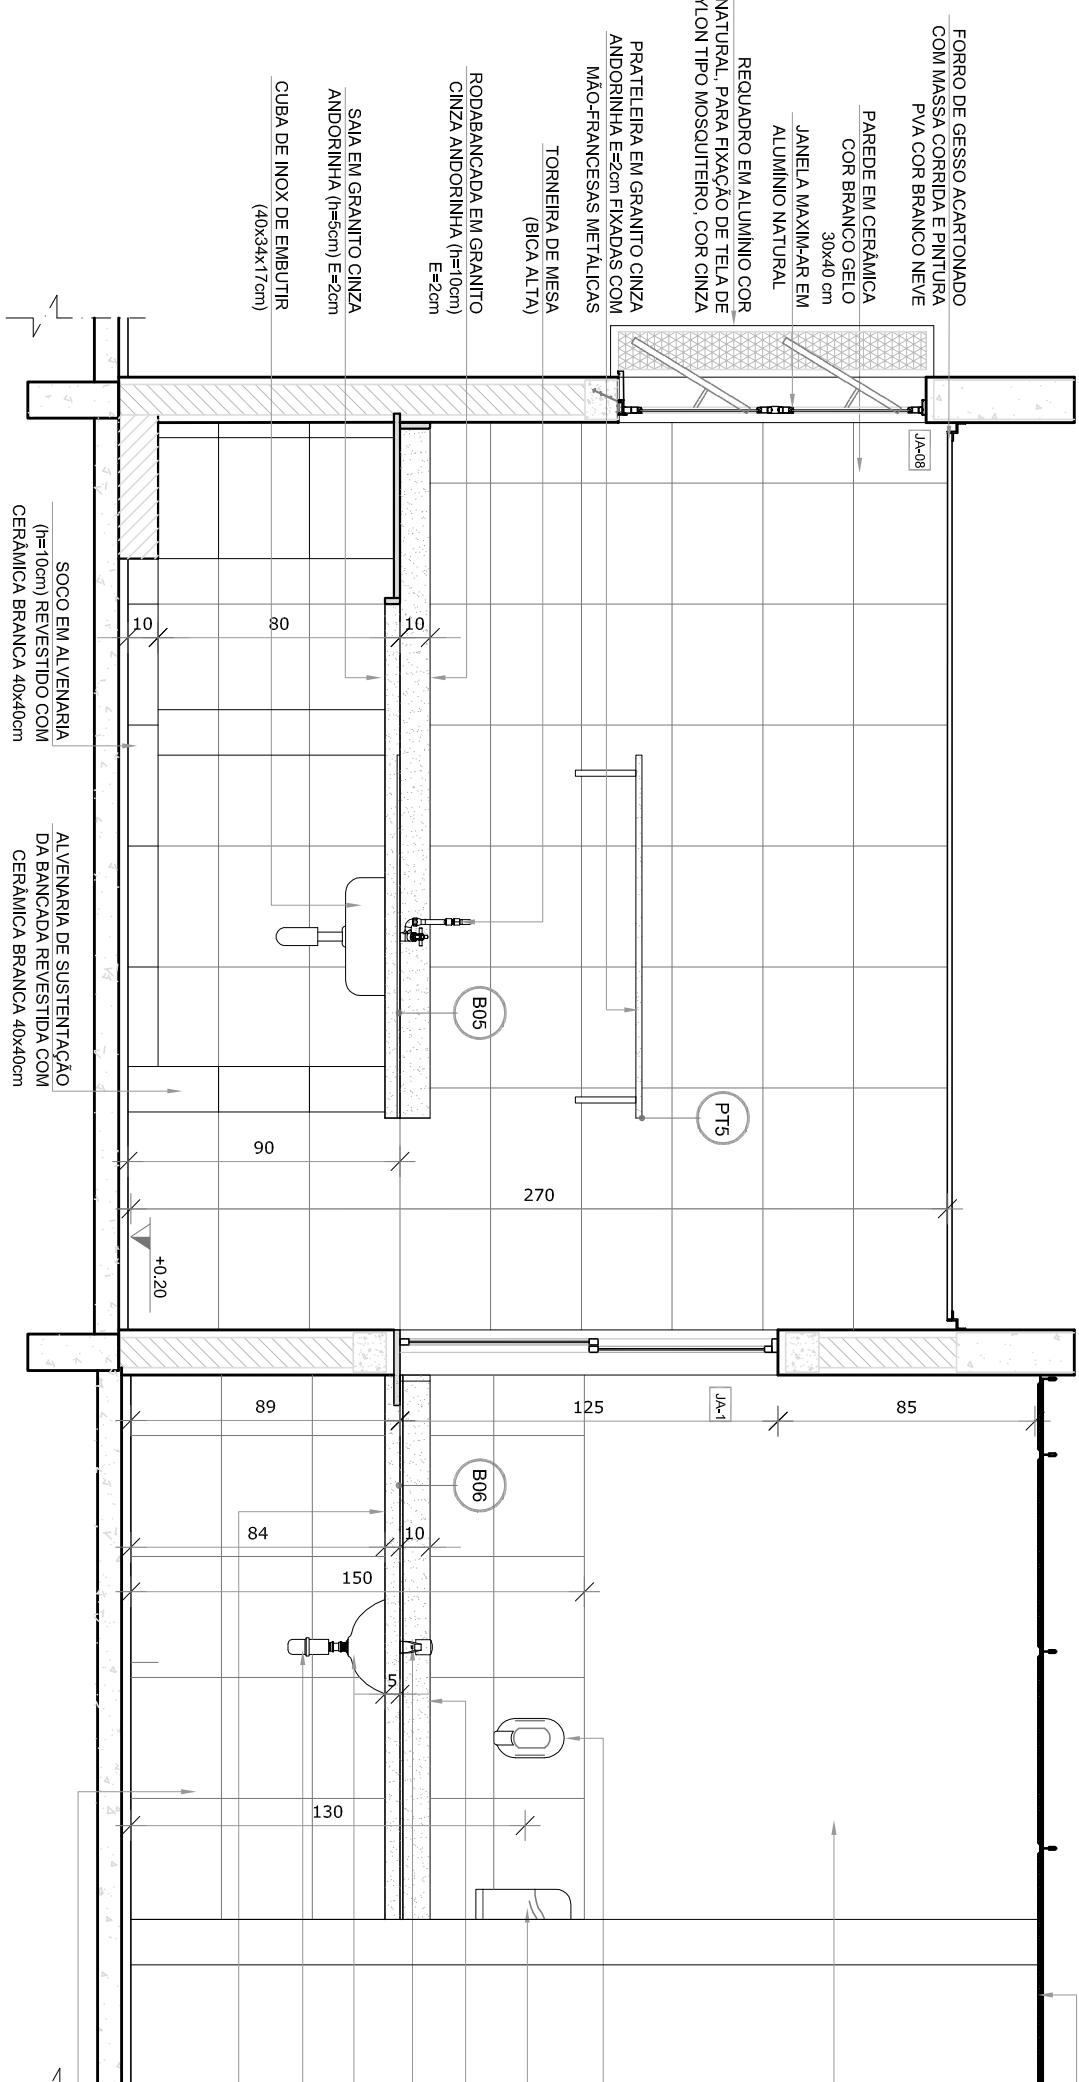 FORRO DE GESSO ACARTONADO
COM MASSA CORRIDA E PINTURA
PVA COR BRANCO NEVE
PAREDE EM CERÂMICA
COR BRANCO GELO
30x40 cm
JANELA MAXIM-AR EM
ALUMÍNIO NATURAL
REQUADRO EM ALUMÍNIO COR
NATURAL, PARA FIXAÇÃO DE TELA DE
YLON TIPO MOSQUITEIRO, COR CINZA
PRATELEIRA EM GRANITO CINZA
ANDORINHA E=2cm FIXADAS COM
MÃO-FRANCESAS METÁLICAS
TORNEIRA DE MESA
(BICA ALTA)
RODABANCADA EM GRANITO
CINZA ANDORINHA (h=10cm)
E=2cm
SAIA EM GRANITO CINZA
ANDORINHA (h=5cm) E=2cm
CUBA DE INOX DE EMBUTIR
(40x34x17cm)
SOCO EM ALVENARIA
(h=10cm) REVESTIDO COM
CERÂMICA BRANCA 40x40cm
ALVENARIA DE SUSTENTAÇÃO
DA BANCADA REVESTIDA COM
CERÂMICA BRANCA 40x40cm
JA-08
10
80
10
B05
PT5
90
270
+0.20
JA-1
89
125
85
B06
84
10
150
5
130